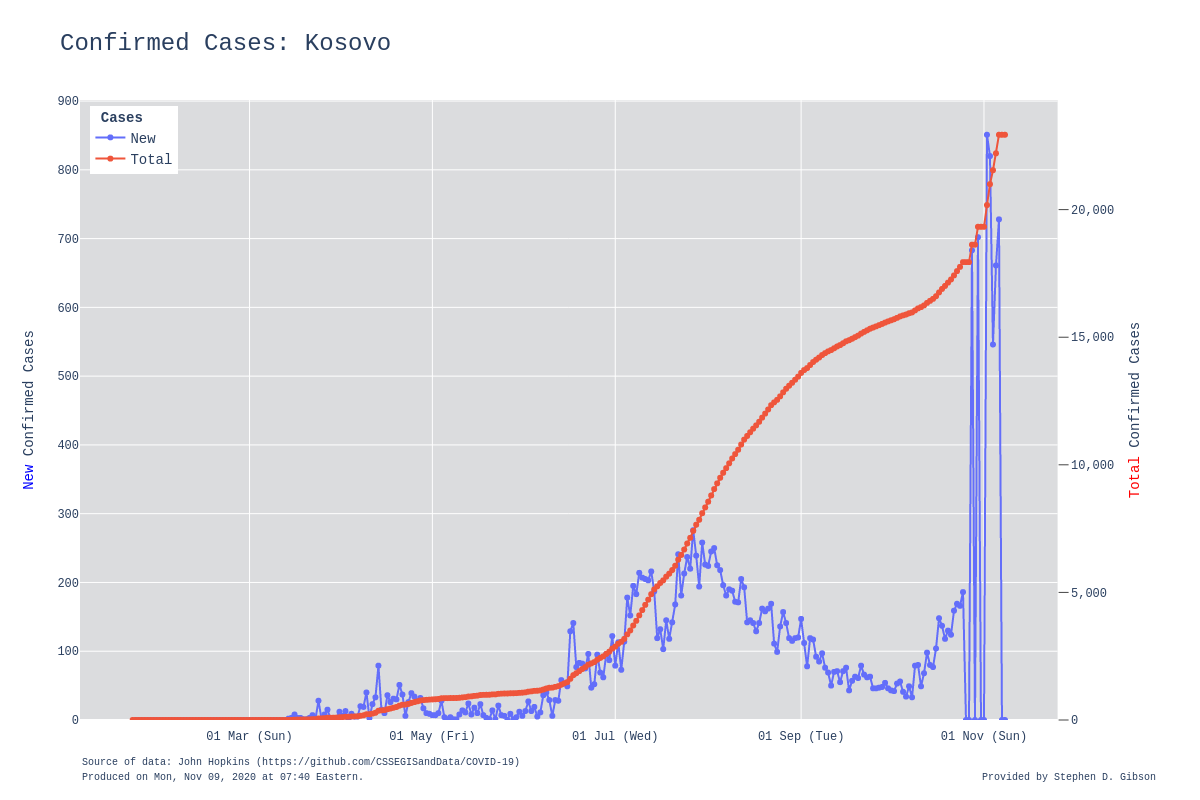 Confirmed Cases: Kosovo
Cases
New
Total
900
800
700
600
500
400
300
200
100
0
New Confirmed Cases
20,000
15,000
10,000
5,000
0
Total Confirmed Cases
01 Mar (Sun)
01 May (Fri)
01 Jul (Wed)
01 Sep (Tue)
01 Nov (Sun)
Source of data: John Hopkins (https://github.com/CSSEGISandData/COVID-19)
Produced on Mon, Nov 09, 2020 at 07:40 Eastern.
Provided by Stephen D. Gibson